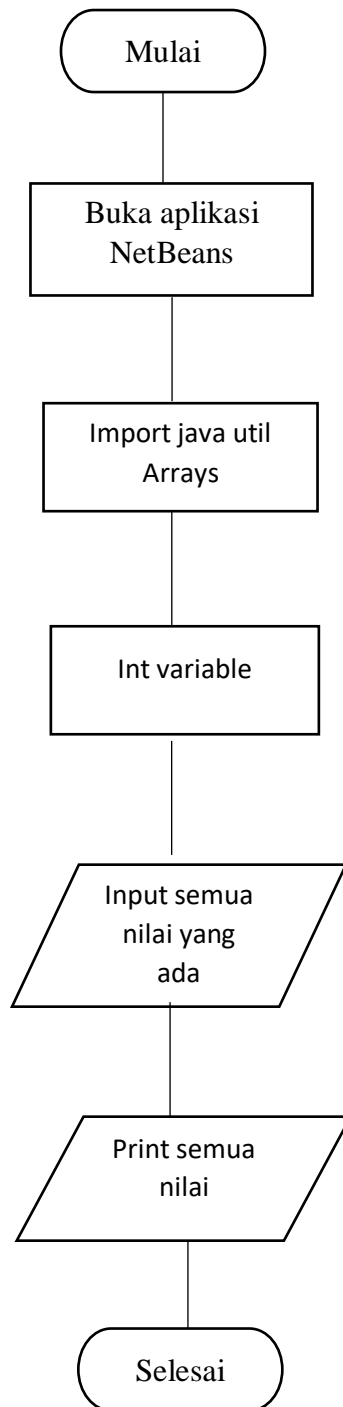 Mulai
Buka aplikasi
NetBeans
Import java util
Arrays
Int variable
Input semua
nilai yang
ada
Print semua
nilai
Selesai